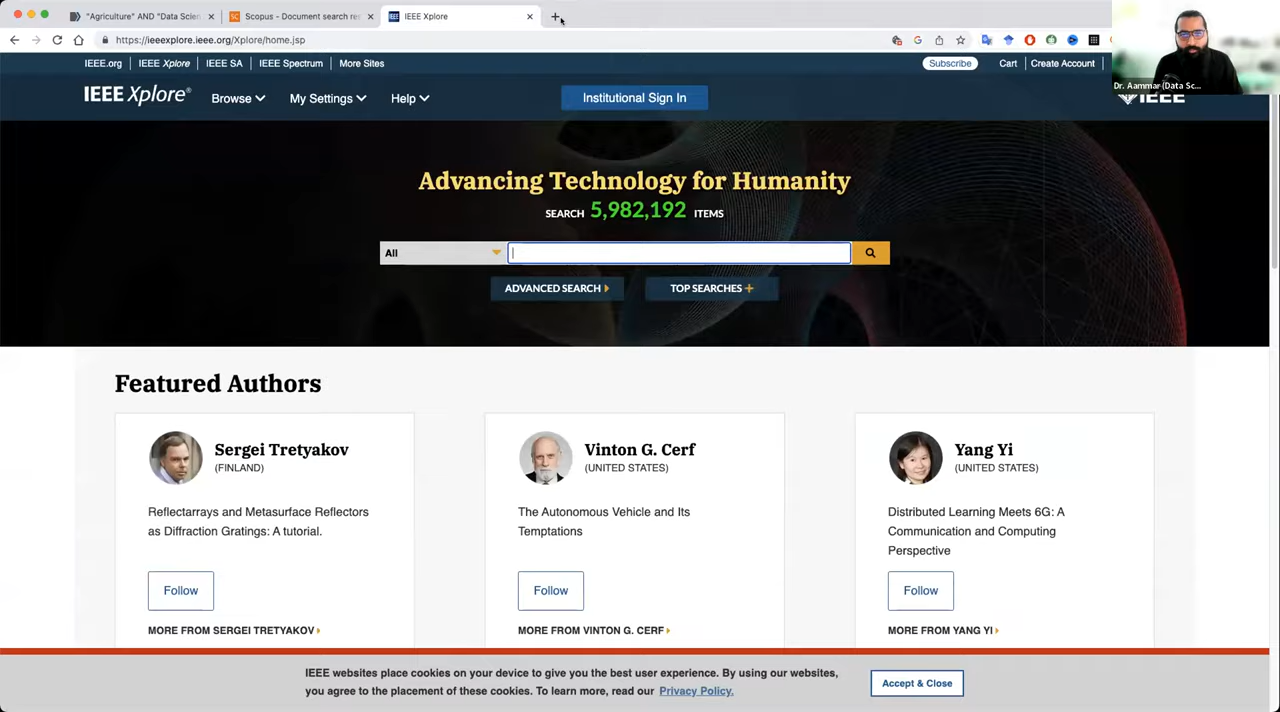 "Agriculture" AND "Data Scien
Scopus - Document search res
IEEE Xplore
https://ieeexplore.ieee.org/Xplore/home.jsp
IEEE.org
IEEE Xplore
IEEE SA
IEEE Spectrum
More Sites
Subscribe
Cart
Create Account
Dr. Aammar (Data Sc...
IEEE Xplore®
Browse
My Settings
Help
Institutional Sign In
IEEE
Advancing Technology for Humanity
SEARCH 5,982,192 ITEMS
All
ADVANCED SEARCH
TOP SEARCHES
Featured Authors
Sergei Tretyakov
(FINLAND)
Reflectarrays and Metasurface Reflectors
as Diffraction Gratings: A tutorial.
Follow
MORE FROM SERGEI TRETYAKOV
Vinton G. Cerf
(UNITED STATES)
The Autonomous Vehicle and Its
Temptations
Follow
MORE FROM VINTON G. CERF
Yang Yi
(UNITED STATES)
Distributed Learning Meets 6G: A
Communication and Computing
Perspective
Follow
MORE FROM YANG YI
IEEE websites place cookies on your device to give you the best user experience. By using our websites,
you agree to the placement of these cookies. To learn more, read our Privacy Policy.
Accept & Close